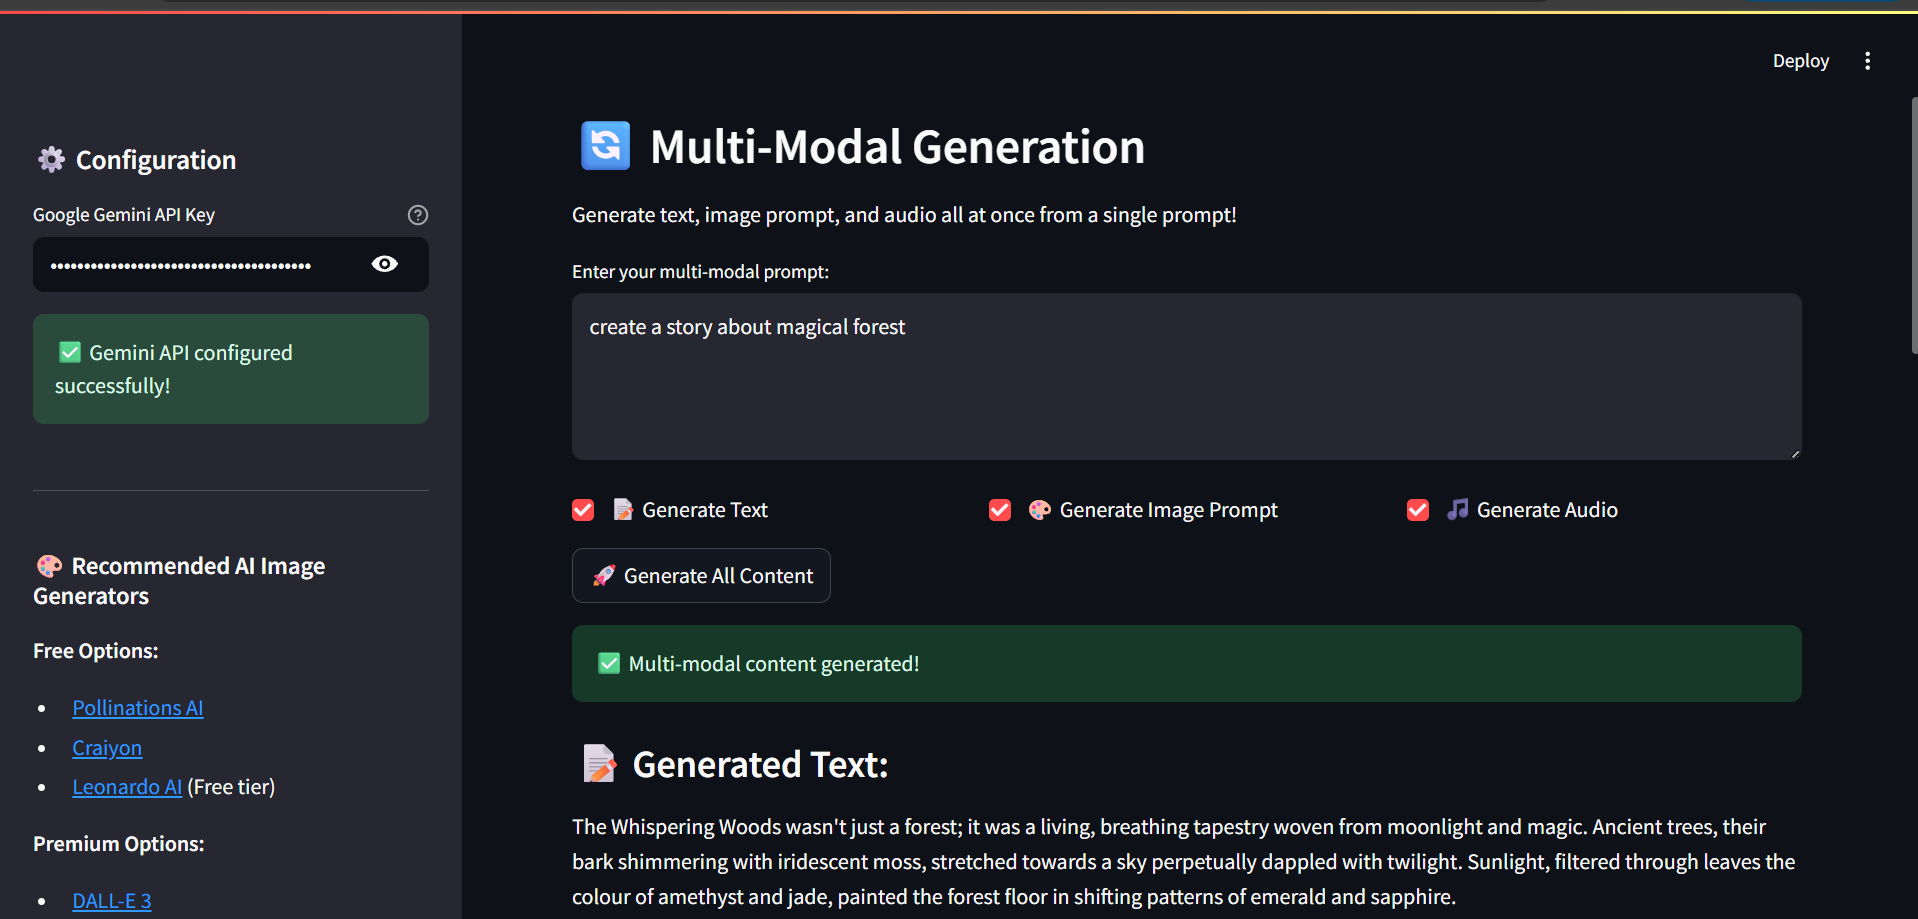 Deploy
Configuration
Google Gemini API Key
Gemini API configured
successfully!
Recommended AI Image
Generators
Free Options:
Pollinations AI
Craiyon
Leonardo AI (Free tier)
Premium Options:
DALL-E 3
Multi-Modal Generation
Generate text, image prompt, and audio all at once from a single prompt!
Enter your multi-modal prompt:
create a story about magical forest
Generate Text
Generate Image Prompt
Generate Audio
Generate All Content
Multi-modal content generated!
Generated Text:
The Whispering Woods wasn't just a forest; it was a living, breathing tapestry woven from moonlight and magic. Ancient trees, their
bark shimmering with iridescent moss, stretched towards a sky perpetually dappled with twilight. Sunlight, filtered through leaves the
colour of amethyst and jade, painted the forest floor in shifting patterns of emerald and sapphire.